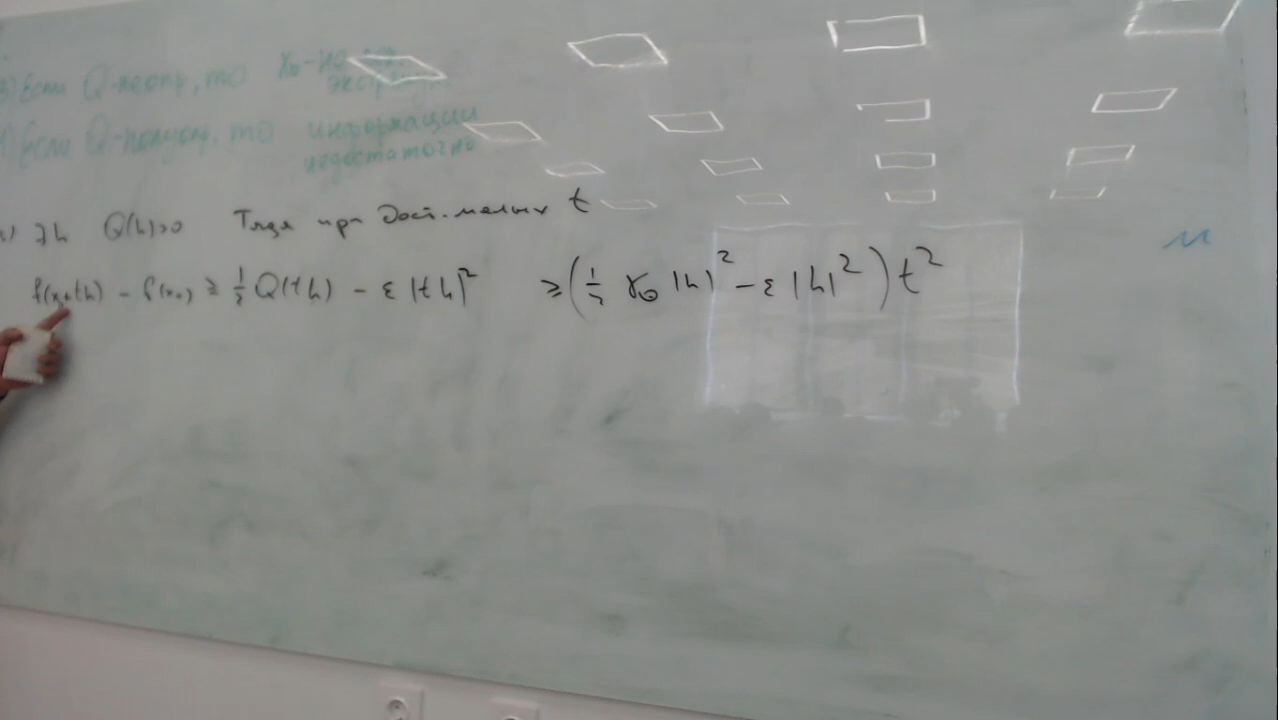 3) Если Q-неопр, то x₀-не
экстр
4) Если Q-полуопр. то информации
недостаточно
∃h Q(h)>0 Тогда при дост. малых t
f(x₀+th) - f(x₀) ≥ ½ Q(th) - ε |th|² ≥ (½ γ₀ |h|² - ε |h|²) t²